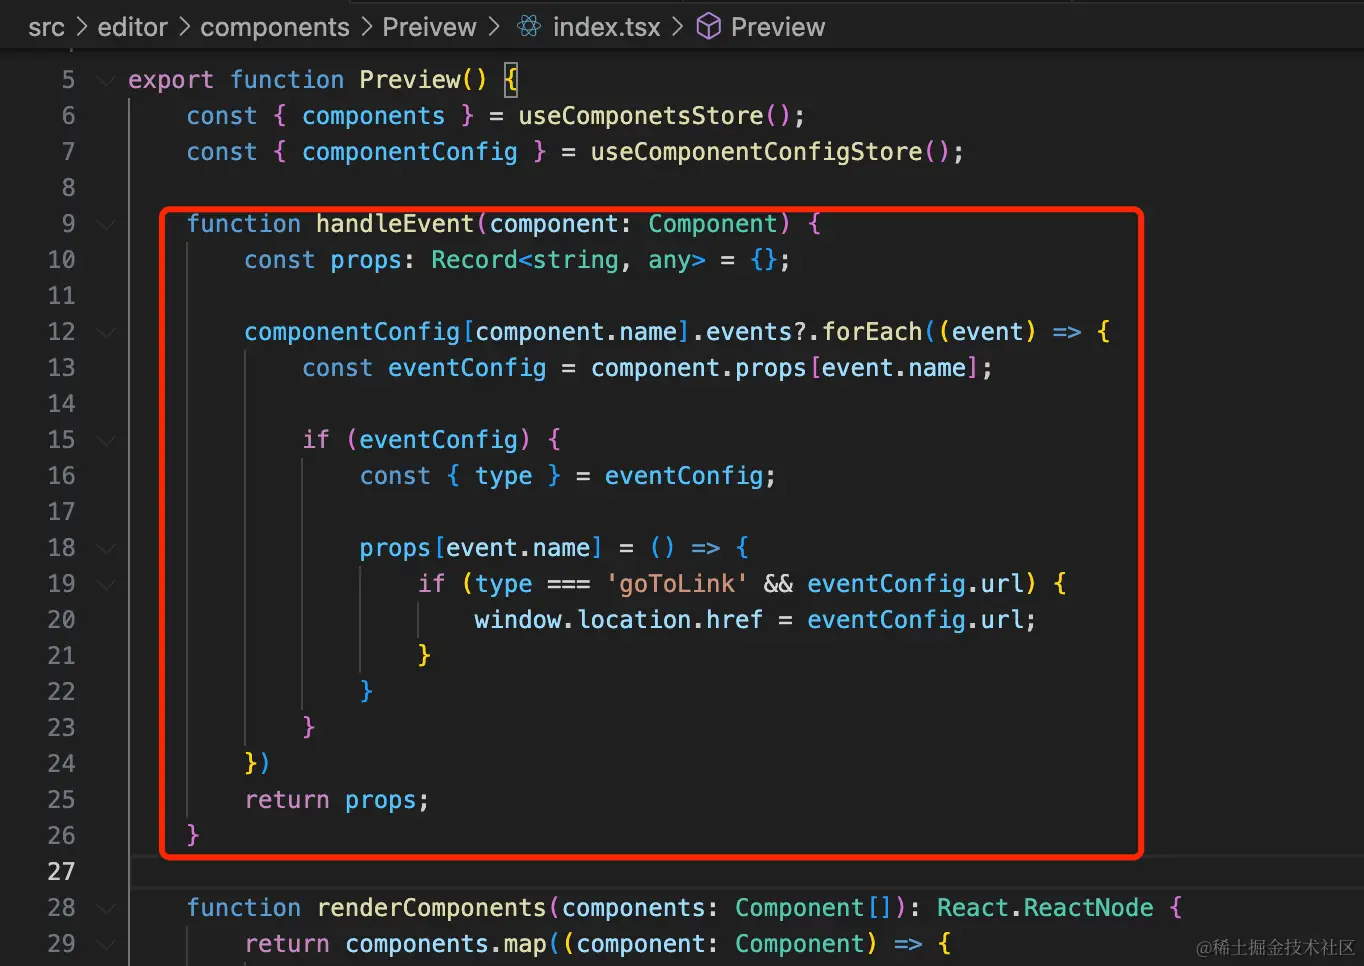 src > editor > components > Preivew > index.tsx > Preview
5 export function Preview() {
6 const { components } = useComponetsStore();
7 const { componentConfig } = useComponentConfigStore();
8
9 function handleEvent(component: Component) {
10 const props: Record<string, any> = {};
11
12 componentConfig[component.name].events?.forEach((event) => {
13 const eventConfig = component.props[event.name];
14
15 if (eventConfig) {
16 const { type } = eventConfig;
17
18 props[event.name] = () => {
19 if (type === 'goToLink' && eventConfig.url) {
20 window.location.href = eventConfig.url;
21 }
22 }
23 }
24 })
25 return props;
26 }
27
28 function renderComponents(components: Component[]): React.ReactNode {
29 return components.map((component: Component) => {
@稀土掘金技术社区